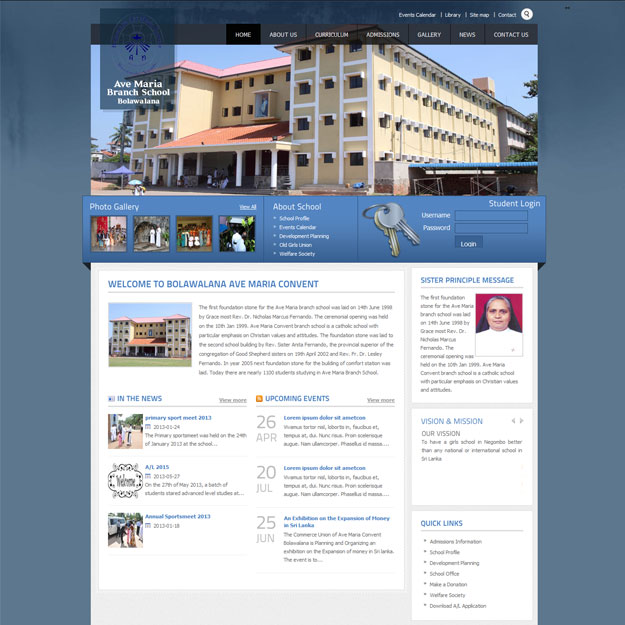 Events Calendar | Library | Site map | Contact
Ave Maria
Branch School
Bolawalana
HOME ABOUT US CURRICULUM ADMISSIONS GALLERY NEWS CONTACT US
Photo Gallery View All
About School
School Profile
Events Calendar
Development Planning
Old Girls Union
Welfare Society
Student Login
Username
Password
Login
WELCOME TO BOLAWALANA AVE MARIA CONVENT
The first foundation stone for the Ave Maria branch school was laid on 14th June 1998
by Grace most Rev. Dr. Nicholas Marcus Fernando. The ceremonial opening was held
on the 10th Jan 1999. Ave Maria Convent branch school is a catholic school with
particular emphasis on Christian values and attitudes. The foundation stone was laid to
the second school building by Rev. Sister Anita Fernando, the provincial superior of the
congregation of Good Shepherd sisters on 19th April 2002 and Rev. Fr. Dr. Lesley
Fernando. In year 2005 next foundation stone for the building of comfort station was
laid. Today there are nearly 1100 students studying in Ave Maria Branch School.
IN THE NEWS View more
primary sport meet 2013
2013-01-24
The Primary sportsmeet was held on the 24th
of January 2013 at the school...
A/L 2015
2013-05-27
On the 27th of May 2013, a batch of
students stared advanced level studies at...
Annual Sportsmeet 2013
2013-01-18
UPCOMING EVENTS View more
26
APR
Lorem ipsum dolor sit ametcon
Vivamus tortor nisl, lobortis in, faucibus et,
tempus at, dui. Nunc risus. Proin scelerisque
augue. Nam ullamcorper. Phasellus id massa....
20
JUL
Lorem ipsum dolor sit ametcon
Vivamus tortor nisl, lobortis in, faucibus et,
tempus at, dui. Nunc risus. Proin scelerisque
augue. Nam ullamcorper. Phasellus id massa....
25
JUN
An Exhibition on the Expansion of Money
in Sri Lanka
The Commerce Union of Ave Maria Convent
Bolawalana is Planning and Organizing an
exhibition on the Expansion of money in Sri lanka.
The event is to...
SISTER PRINCIPLE MESSAGE
The first foundation
stone for the Ave Maria
branch school was laid
on 14th June 1998 by
Grace most Rev. Dr.
Nicholas Marcus
Fernando. The
ceremonial opening was
held on the 10th Jan 1999. Ave Maria
Convent branch school is a catholic school
with particular emphasis on Christian values
and attitudes.
VISION & MISSION
OUR VISSION
To have a girls school in Negombo better
than any national or international school in
Sri Lanka
QUICK LINKS
Admissions Information
School Profile
Development Planning
School Office
Make a Donation
Welfare Society
Download A/L Application